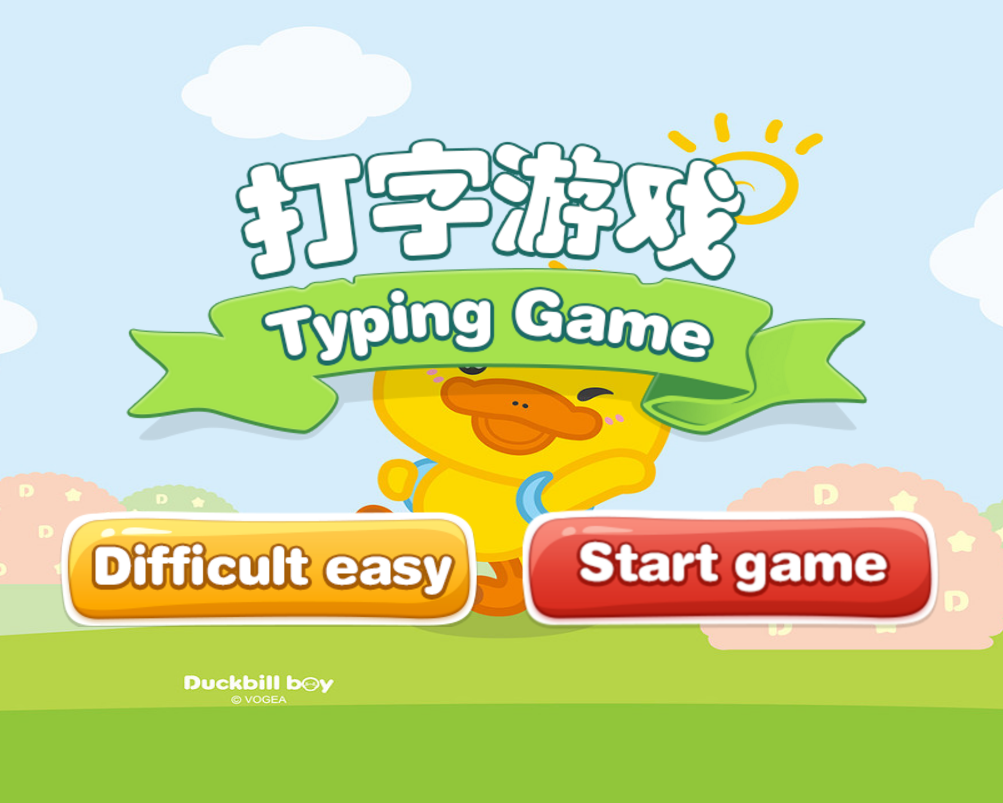 打字游戏
Typing Game
D
D
D
D
Difficult easy
Start game
D
D
Duckbill boy
© VOGEA